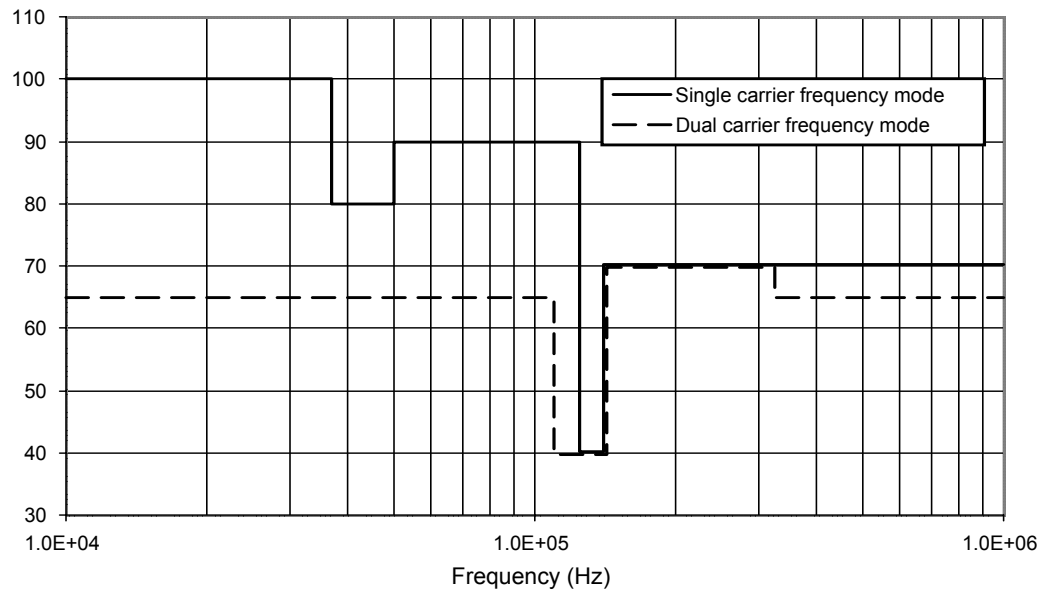 110
100
90
80
70
60
50
40
30
Single carrier frequency mode
Dual carrier frequency mode
1.0E+04 1.0E+05 1.0E+06
Frequency (Hz)